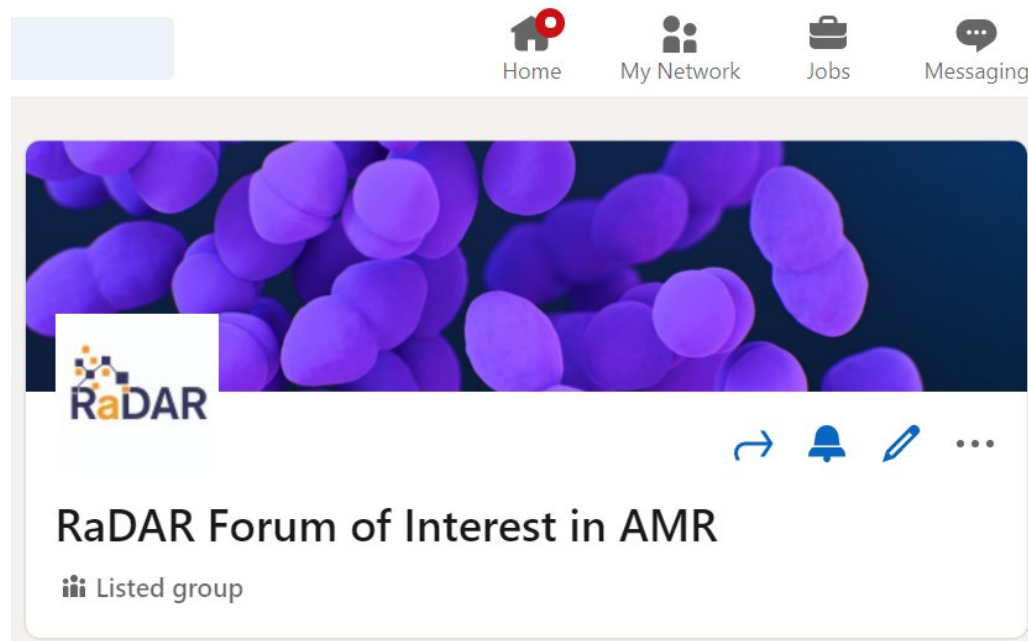 Home My Network Jobs Messaging
RaDAR
RaDAR Forum of Interest in AMR
Listed group